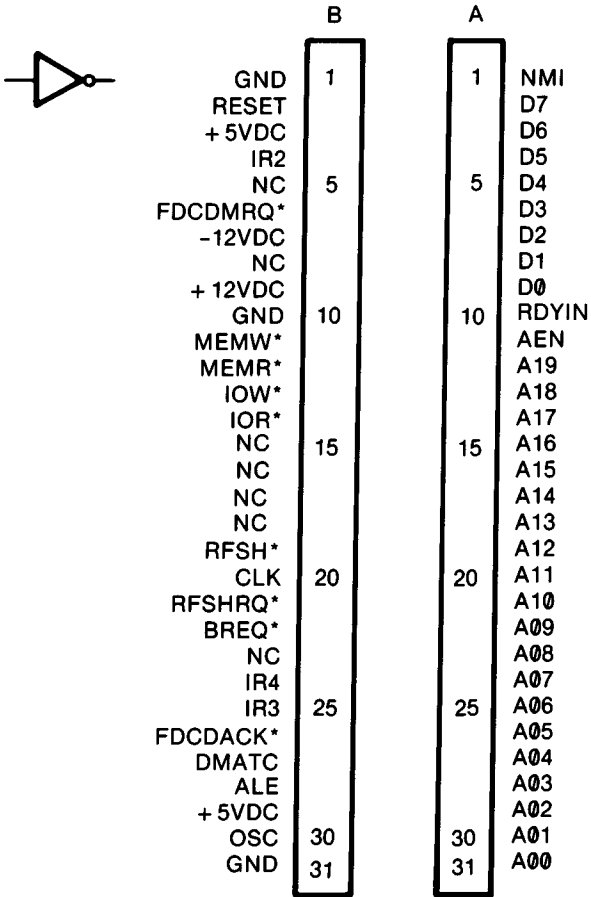 B A
GND 1 1 NMI
RESET D7
+ 5VDC D6
IR2 D5
NC 5 5 D4
FDCDMRQ* D3
-12VDC D2
NC D1
+ 12VDC D0
GND 10 10 RDYIN
MEMW* AEN
MEMR* A19
IOW* A18
IOR* A17
NC 15 15 A16
NC A15
NC A14
NC A13
RFSH* A12
CLK 20 20 A11
RFSHRQ* A10
BREQ* A09
NC A08
IR4 A07
IR3 25 25 A06
FDCDACK* A05
DMATC A04
ALE A03
+ 5VDC A02
OSC 30 30 A01
GND 31 31 A00